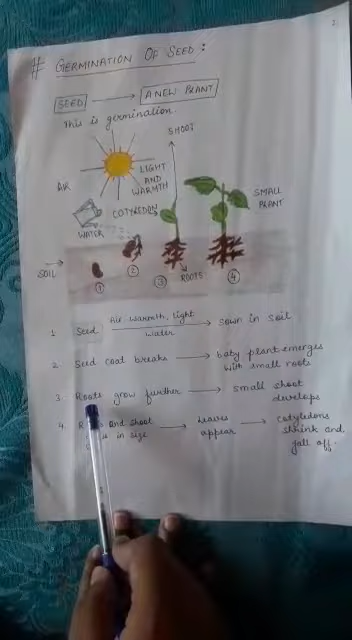 1
# GERMINATION OF SEED:
SEED → A NEW PLANT
This is germination.
SHOOT
LIGHT
AND
WARMTH
AIR
COTYLEDON
WATER
SMALL
PLANT
SOIL →
ROOTS
1 2 3 4
1. Seed Air, warmth, light water → sown in soil
2. Seed coat breaks → baby plant emerges
with small roots
3. Roots grow further → small shoot
develops
4. and shoot in size → Leaves appear → cotyledons
shrink and
fall off.